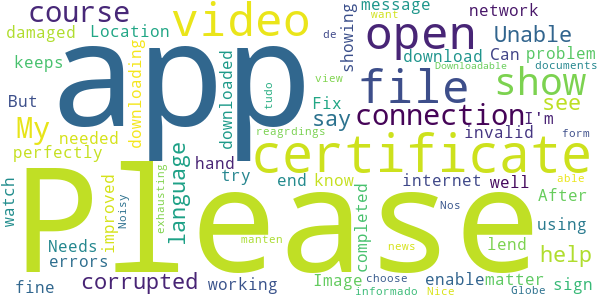 course video message want network
damaged Location app showing open Unable
keeps downloading downloaded de download Can problem
But file show Downloadable documents
My needed tudo say connection view see
perfectly Fix I'm invalid form
language hand reagrdings certificate
watch Please try end know internet well able
improved Noisy exhausting completed After help
Needs Nos using
errors manten news lend
corrupted working Image enable matter sign
fine informado choose Nice Globe